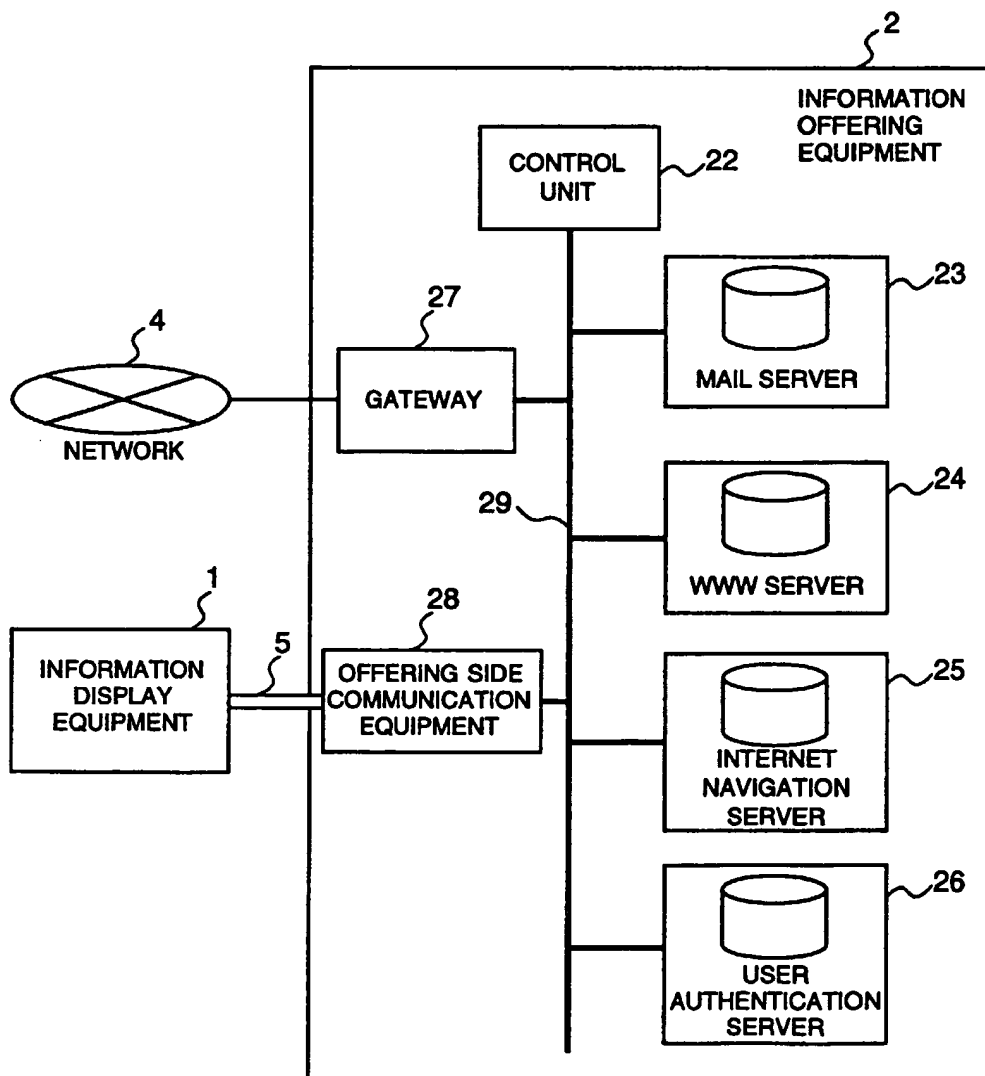 2
INFORMATION
OFFERING
EQUIPMENT
CONTROL
UNIT
22
23
MAIL SERVER
27
GATEWAY
4
NETWORK
24
WWW SERVER
29
1
INFORMATION
DISPLAY
EQUIPMENT
5
28
OFFERING SIDE
COMMUNICATION
EQUIPMENT
25
INTERNET
NAVIGATION
SERVER
26
USER
AUTHENTICATION
SERVER